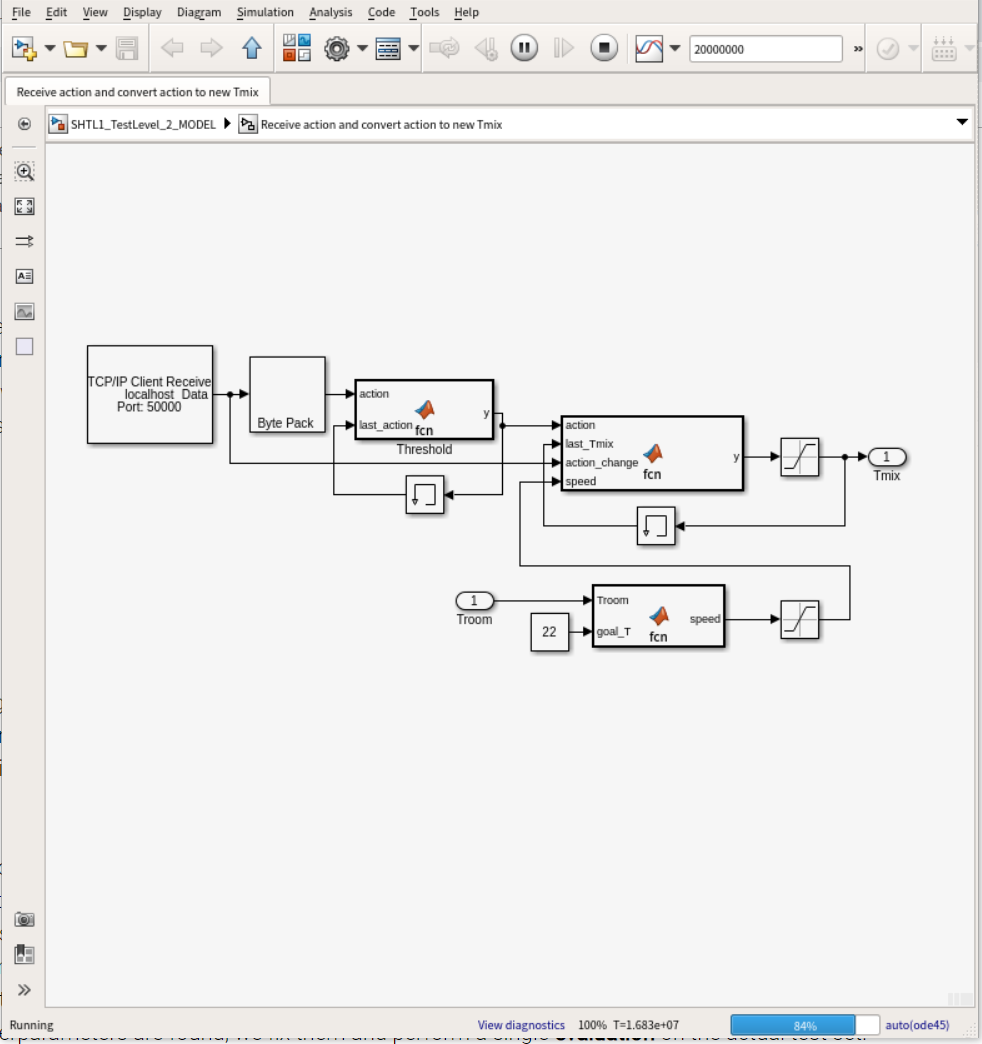 File Edit View Display Diagram Simulation Analysis Code Tools Help
20000000 »
Receive action and convert action to new Tmix
SHTL1_TestLevel_2_MODEL Receive action and convert action to new Tmix
TCP/IP Client Receive
localhost Data
Port: 50000
Byte Pack
action
last_action
y
fcn
Threshold
action
last_Tmix
action_change
speed
y
fcn
1
Tmix
1
Troom
22
Troom
goal_T
speed
fcn
Running View diagnostics 100% T=1.683e+07 84% auto(ode45)